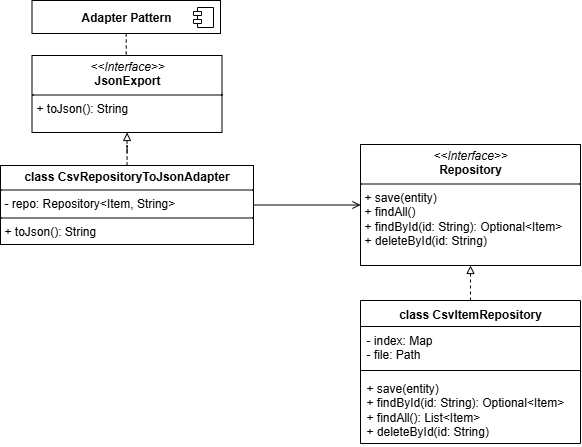 Adapter Pattern
<<Interface>>
JsonExport
+ toJson(): String
class CsvRepositoryToJsonAdapter
- repo: Repository<Item, String>
+ toJson(): String
<<Interface>>
Repository
+ save(entity)
+ findAll()
+ findById(id: String): Optional<Item>
+ deleteById(id: String)
class CsvItemRepository
- index: Map
- file: Path
+ save(entity)
+ findById(id: String): Optional<Item>
+ findAll(): List<Item>
+ deleteById(id: String)